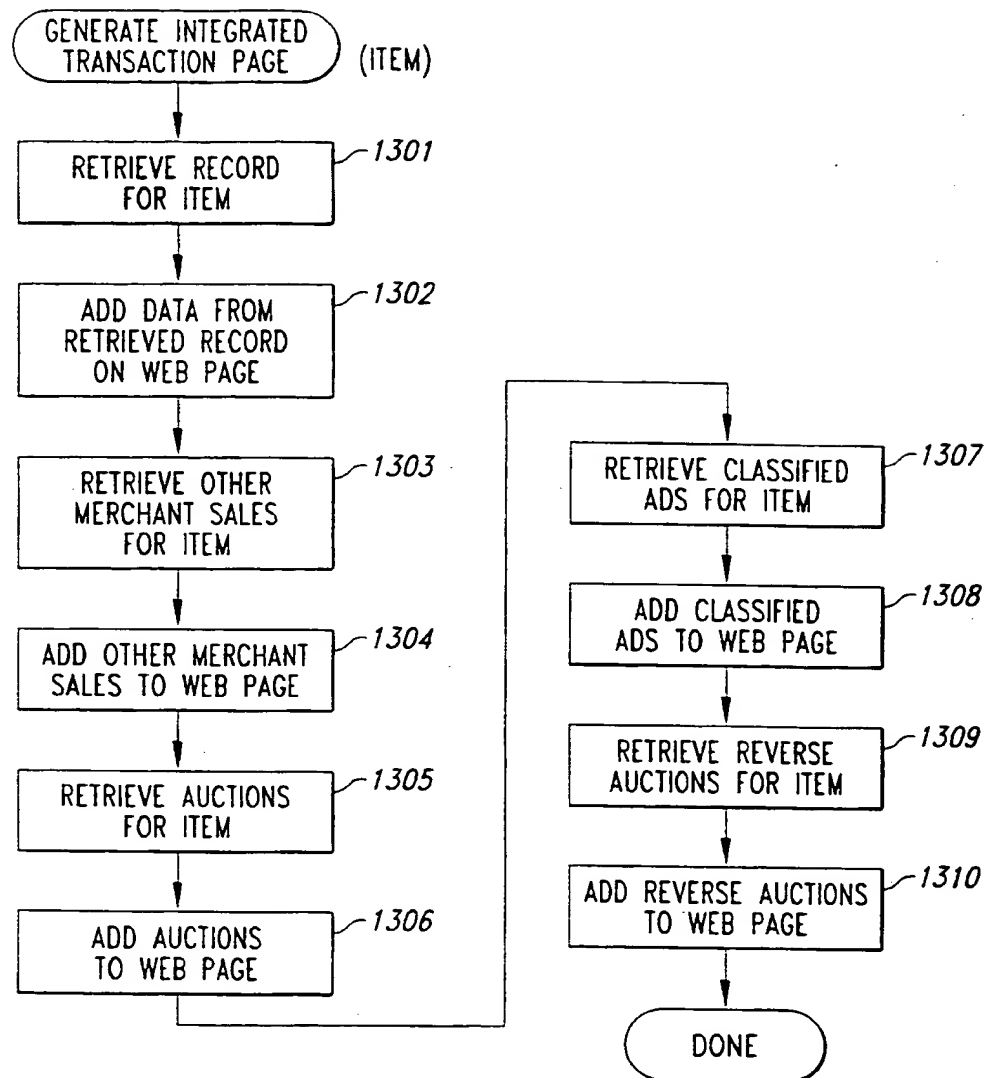 GENERATE INTEGRATED
TRANSACTION PAGE
(ITEM)
1301
RETRIEVE RECORD
FOR ITEM
1302
ADD DATA FROM
RETRIEVED RECORD
ON WEB PAGE
1303
RETRIEVE OTHER
MERCHANT SALES
FOR ITEM
1304
ADD OTHER MERCHANT
SALES TO WEB PAGE
1305
RETRIEVE AUCTIONS
FOR ITEM
1306
ADD AUCTIONS
TO WEB PAGE
1307
RETRIEVE CLASSIFIED
ADS FOR ITEM
1308
ADD CLASSIFIED
ADS TO WEB PAGE
1309
RETRIEVE REVERSE
AUCTIONS FOR ITEM
1310
ADD REVERSE AUCTIONS
TO WEB PAGE
DONE